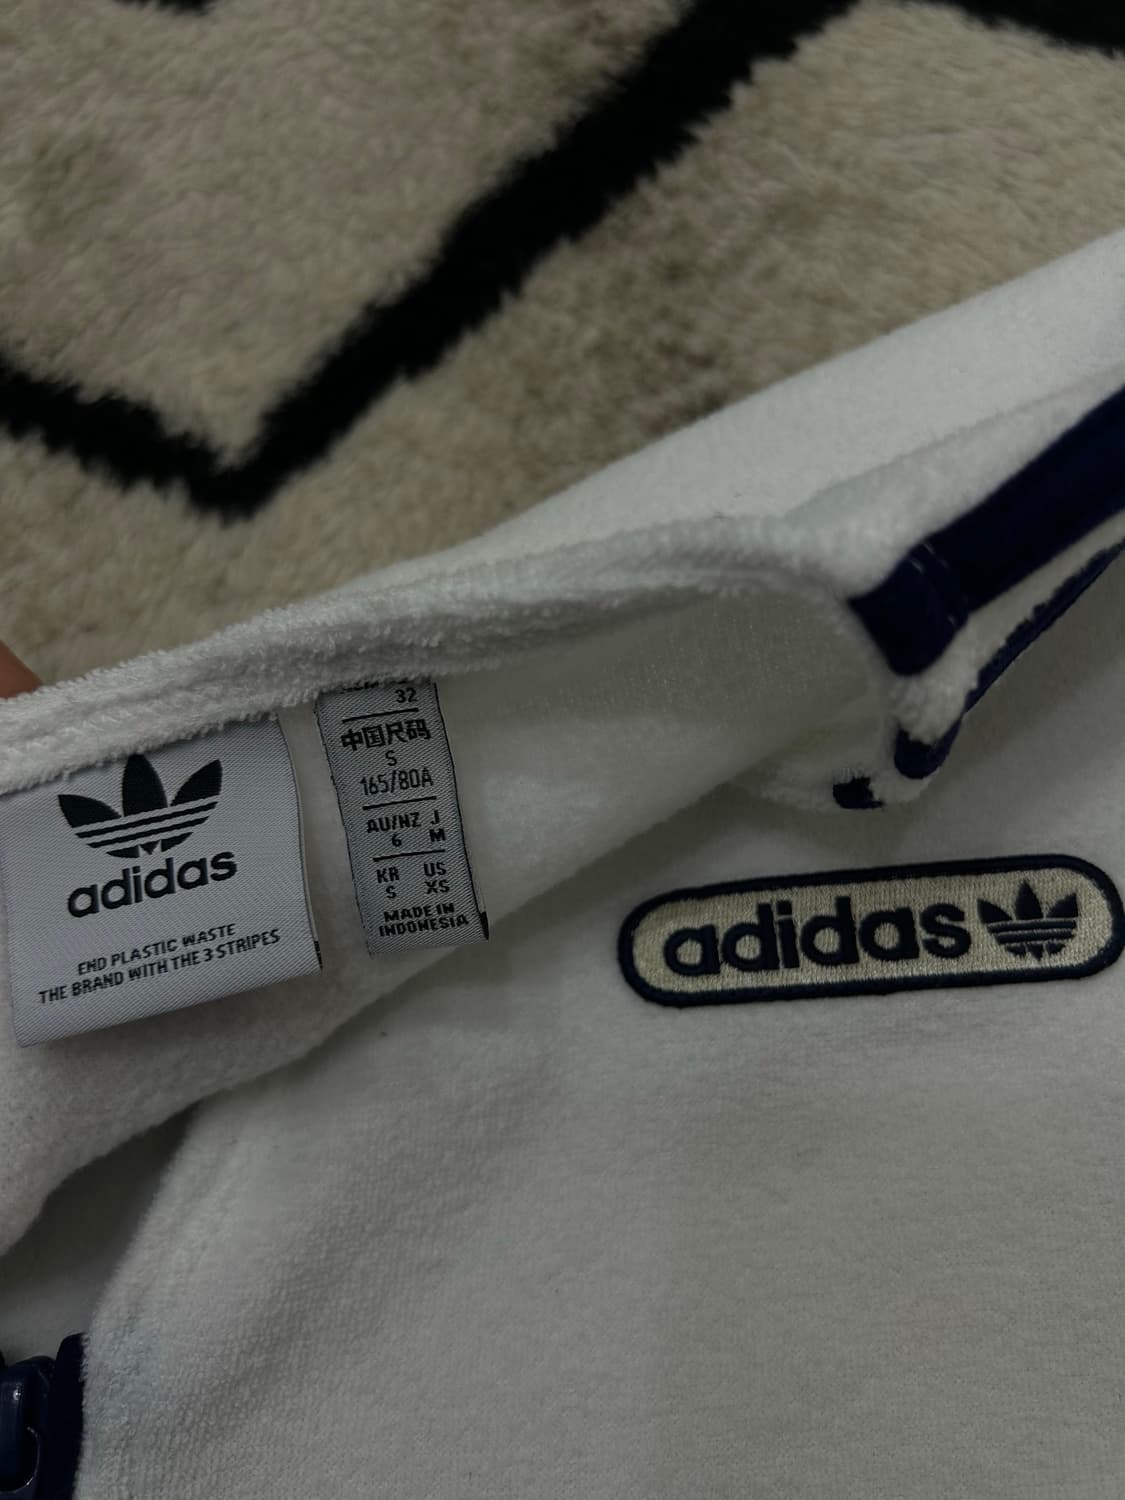 adidas
END PLASTIC WASTE
THE BRAND WITH THE 3 STRIPES
32
中国尺码
S
165/80A
AU/NZ J
6 M
KR US
S XS
MADE IN
INDONESIA
adidas